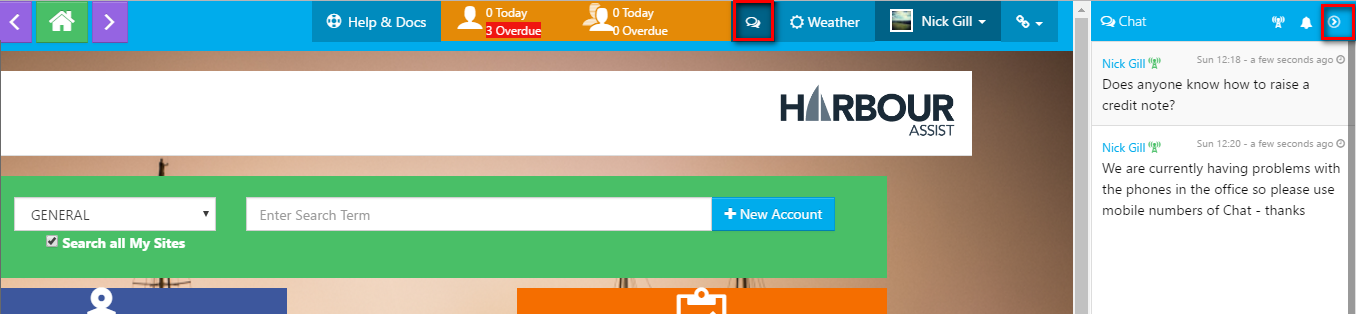 Help & Docs
0 Today
3 Overdue
0 Today
0 Overdue
Weather
Nick Gill
Chat
HARBOUR
ASSIST
GENERAL
Enter Search Term
New Account
Search all My Sites
Nick Gill
Sun 12:18 - a few seconds ago
Does anyone know how to raise a
credit note?
Nick Gill
Sun 12:20 - a few seconds ago
We are currently having problems with
the phones in the office so please use
mobile numbers of Chat - thanks